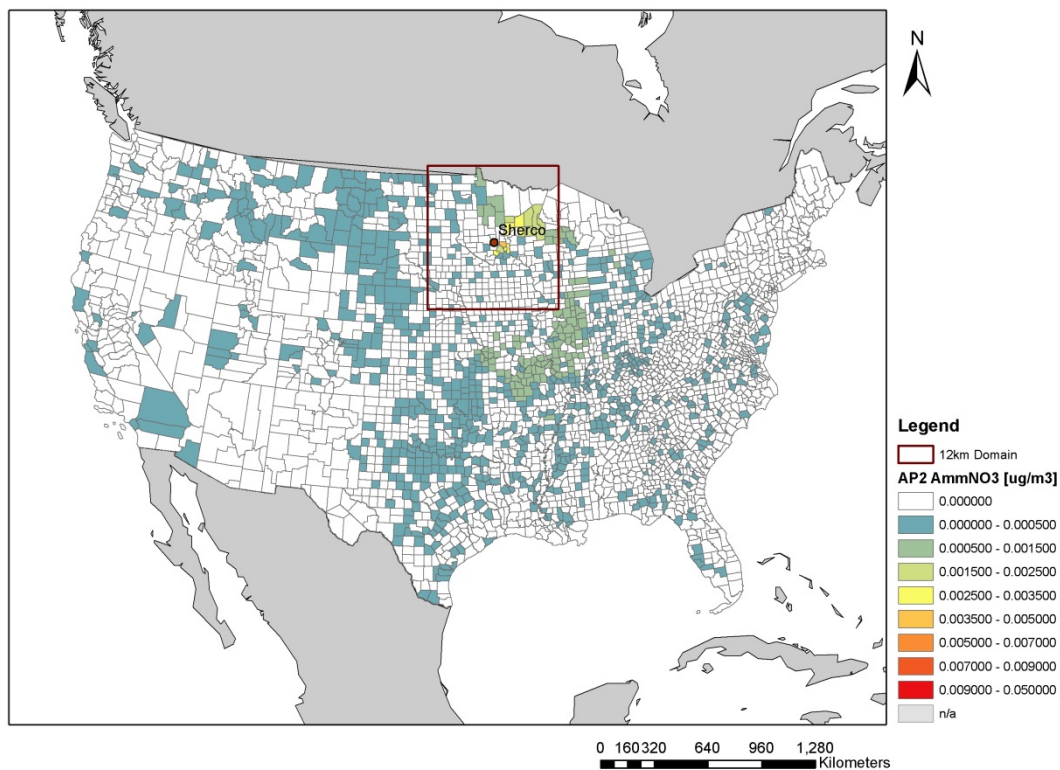 N
Sherco
Legend
12km Domain
AP2 AmmNO3 [ug/m3]
0.000000
0.000000 - 0.000500
0.000500 - 0.001500
0.001500 - 0.002500
0.002500 - 0.003500
0.003500 - 0.005000
0.005000 - 0.007000
0.007000 - 0.009000
0.009000 - 0.050000
n/a
0 160 320 640 960 1,280
Kilometers